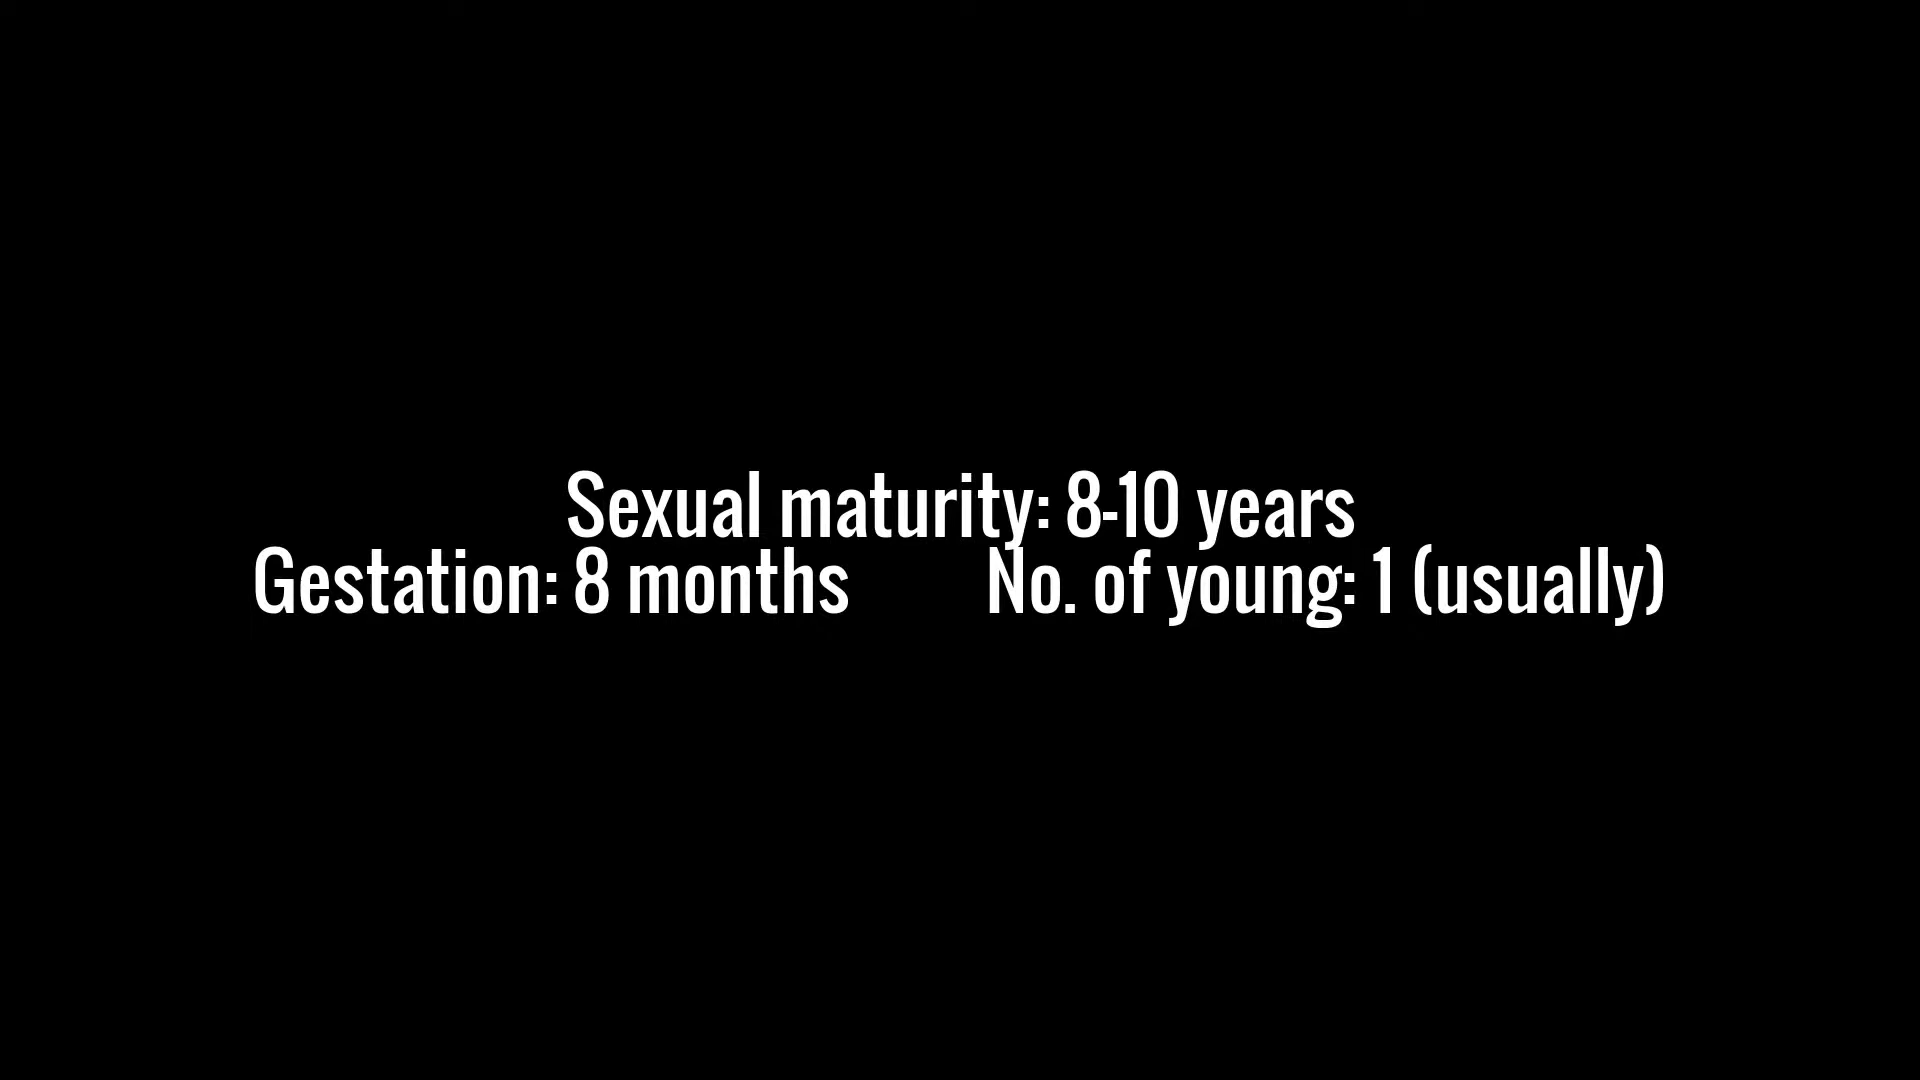 Sexual maturity: 8-10 years
Gestation: 8 months No. of young: 1 (usually)